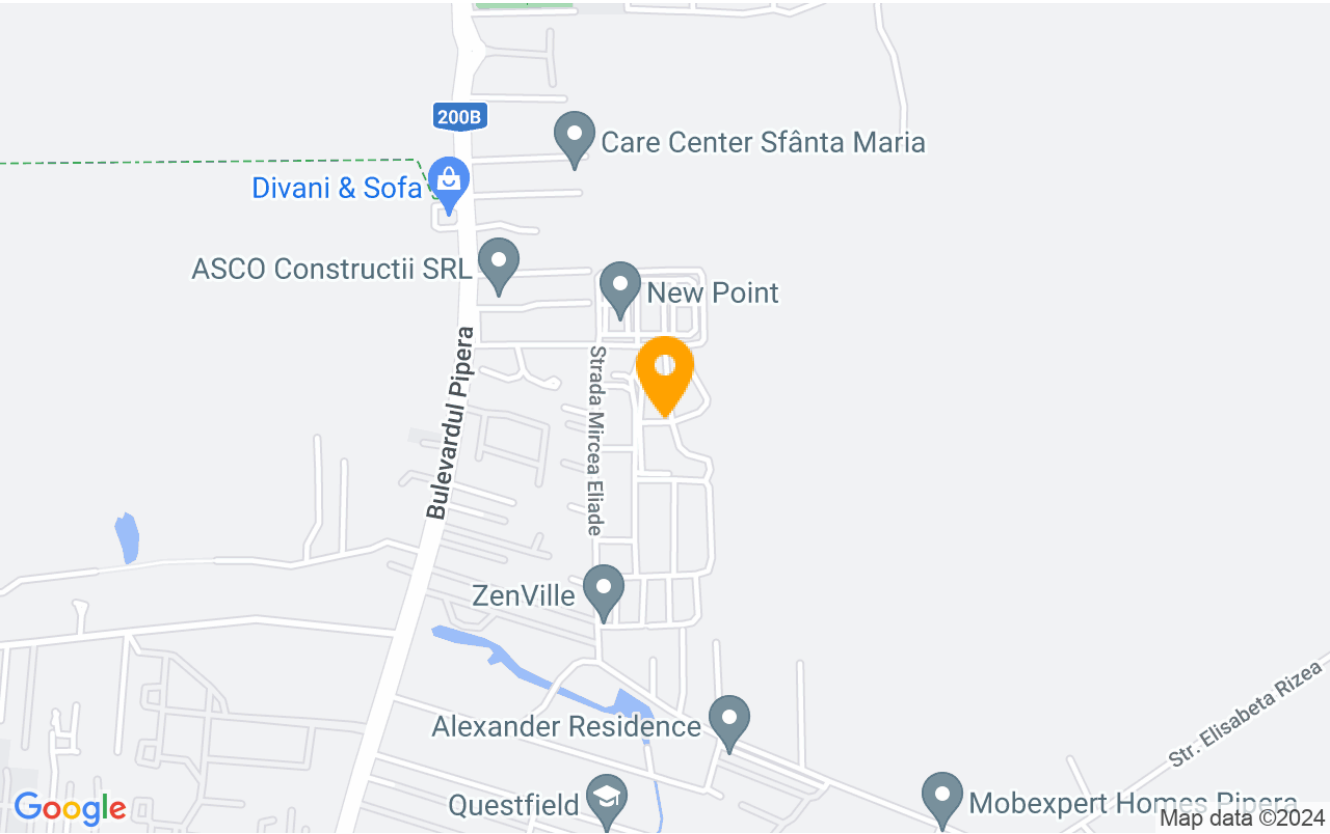 200B
Care Center Sfânta Maria
Divani & Sofa
ASCO Constructii SRL
New Point
Bulevardul Pipera
Strada Mircea Eliade
ZenVille
Str. Elisabeta Rizea
Alexander Residence
Questfield
Mobexpert Homes Pipera
Google
Map data ©2024